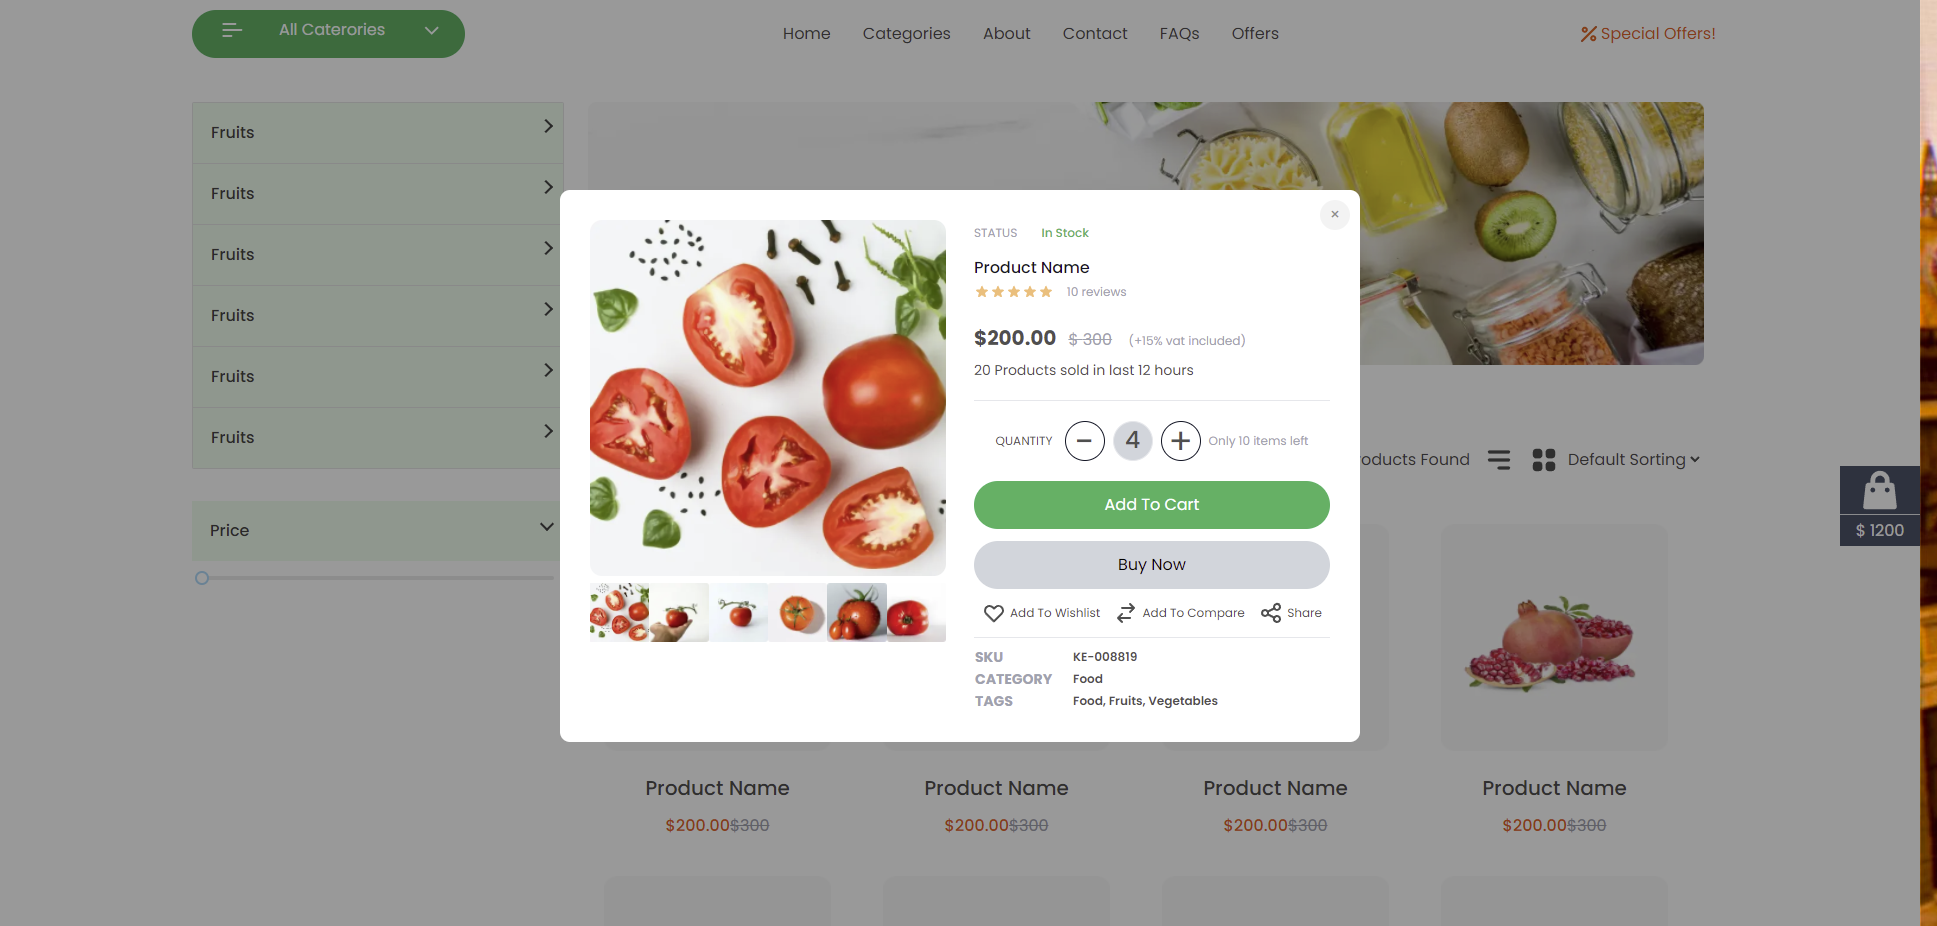 All Caterories
Home Categories About Contact FAQs Offers
Special Offers!
Fruits
Fruits
Fruits
Fruits
Fruits
Fruits
Price
STATUS In Stock
Product Name
10 reviews
$200.00 $ 300 (+15% vat included)
20 Products sold in last 12 hours
QUANTITY − 4 + Only 10 items left
Add To Cart
Buy Now
Add To Wishlist Add To Compare Share
SKU KE-008819
CATEGORY Food
TAGS Food, Fruits, Vegetables
oducts Found Default Sorting
$ 1200
Product Name Product Name Product Name Product Name
$200.00$300 $200.00$300 $200.00$300 $200.00$300